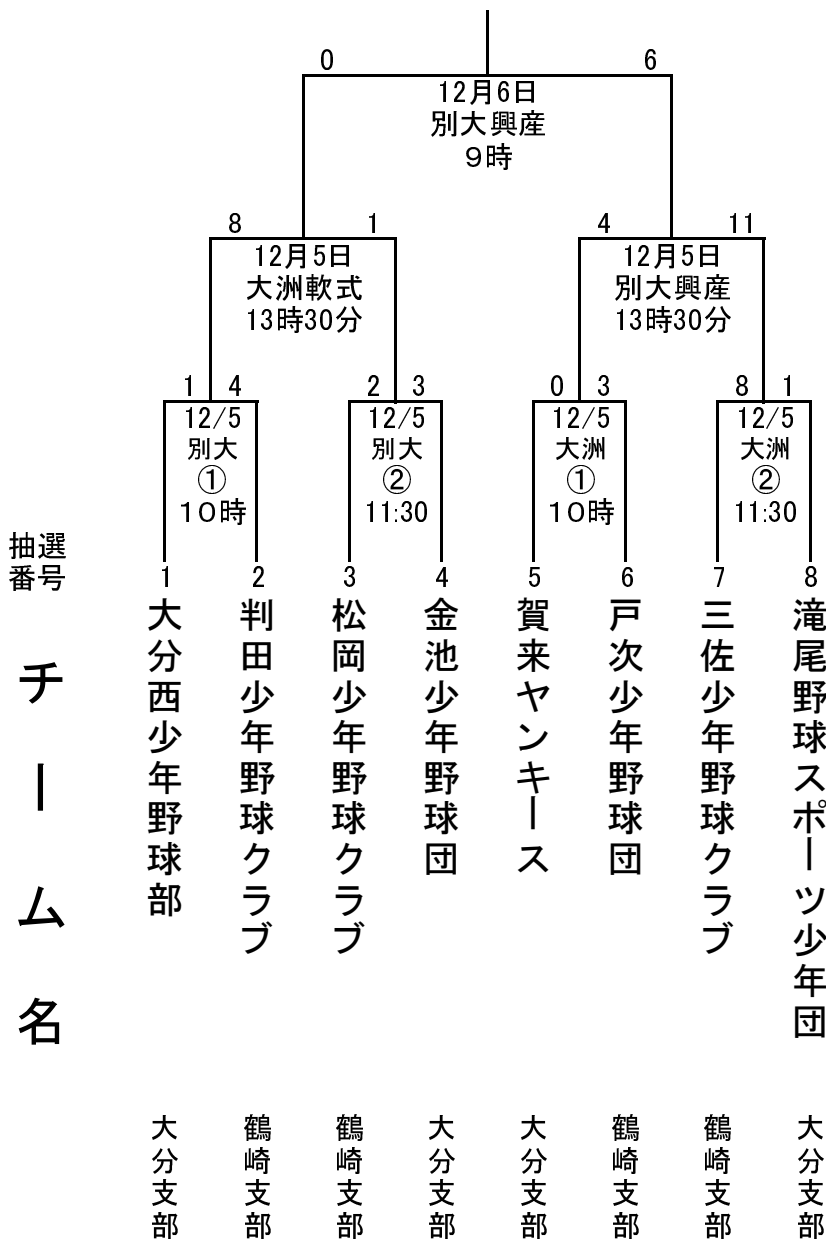 0 6
12月6日
別大興産
９時
8 1 4 11
12月5日
大洲軟式
13時30分
12月5日
別大興産
13時30分
1 4 2 3 0 3 8 1
12/5
別大
①
１０時
12/5
別大
②
11:30
12/5
大洲
①
１０時
12/5
大洲
②
11:30
抽選
番号
1 2 3 4 5 6 7 8
チーム名
大分西少年野球部
判田少年野球クラブ
松岡少年野球クラブ
金池少年野球団
賀来ヤンキース
戸次少年野球団
三佐少年野球クラブ
滝尾野球スポーツ少年団
大分支部
鶴崎支部
鶴崎支部
大分支部
大分支部
鶴崎支部
鶴崎支部
大分支部